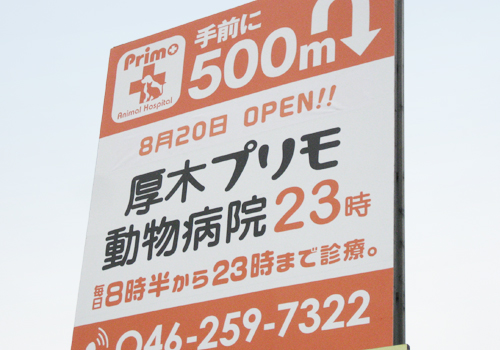 Primo
Animal Hospital
手前に
500m
8月20日 OPEN!!
厚木プリモ
動物病院23時
毎日8時半から23時まで診療。
046-259-7322